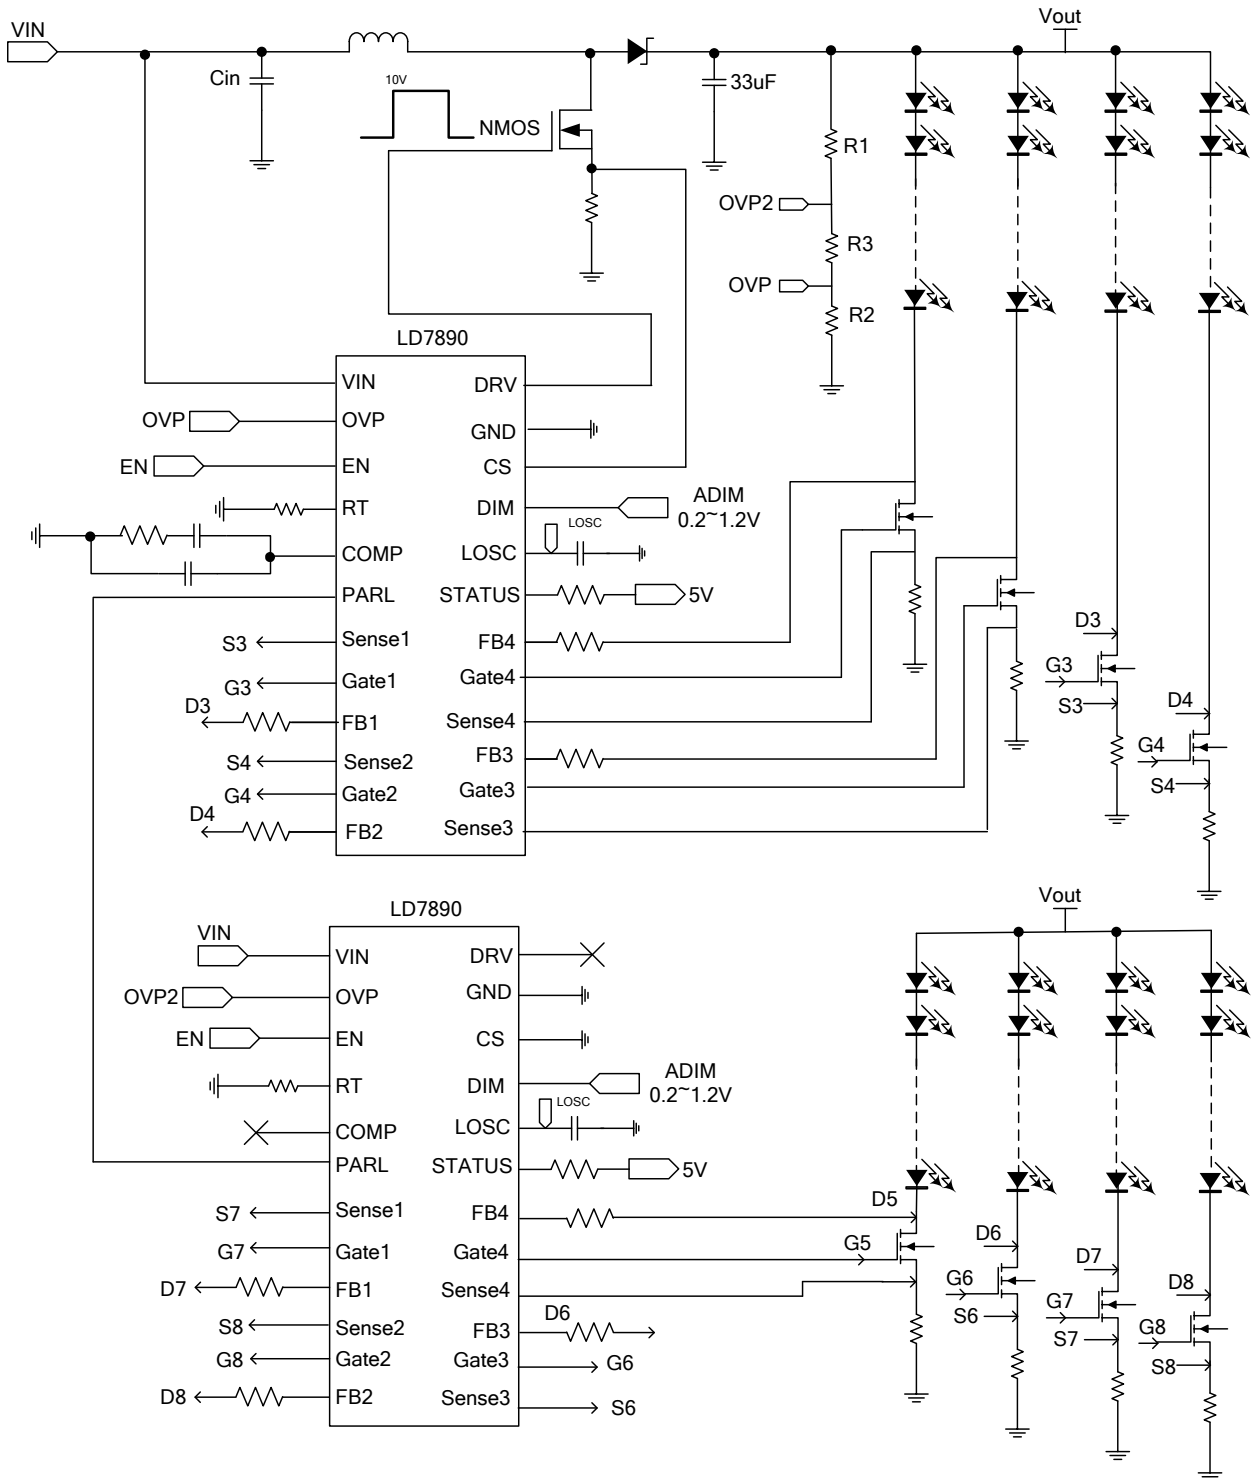 VIN
Vout
Cin
10V
NMOS
33uF
R1
OVP2
R3
OVP
R2
LD7890
VIN
DRV
OVP
OVP
GND
EN
EN
CS
RT
DIM
ADIM
0.2~1.2V
COMP
LOSC
LOSC
PARL
STATUS
5V
S3
Sense1
FB4
G3
Gate1
Gate4
D3
FB1
Sense4
S4
Sense2
FB3
G4
Gate2
Gate3
D4
FB2
Sense3
D3
G3
S3
D4
G4
S4
LD7890
Vout
VIN
VIN
DRV
OVP2
OVP
GND
EN
EN
CS
RT
DIM
ADIM
0.2~1.2V
COMP
LOSC
LOSC
PARL
STATUS
5V
S7
Sense1
FB4
D5
G7
Gate1
Gate4
G5
D7
FB1
Sense4
S8
Sense2
FB3
D6
G8
Gate2
Gate3
G6
D8
FB2
Sense3
S6
D6
G6
S6
D7
G7
S7
D8
G8
S8